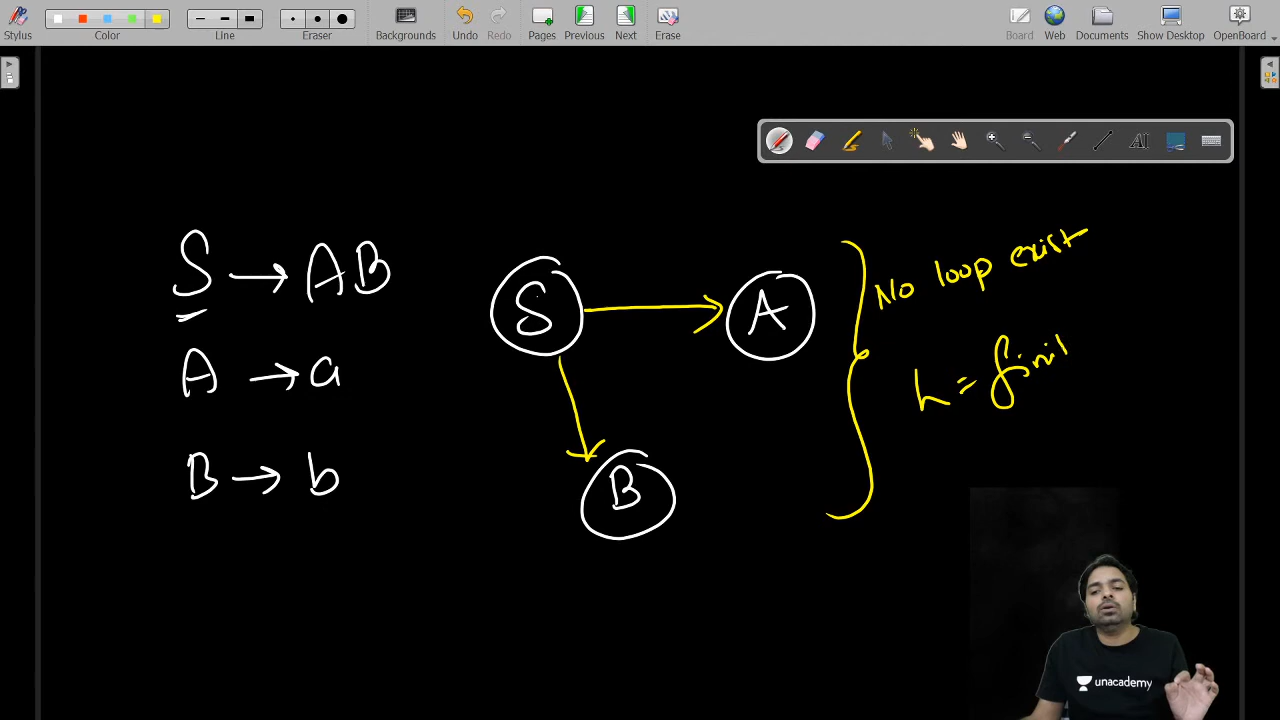 Stylus Color Line Eraser Backgrounds Undo Redo Pages Previous Next Erase Board Web Documents Show Desktop OpenBoard
S → AB
A → a
B → b
S
A
B
No loop exist
h = finit
unacademy